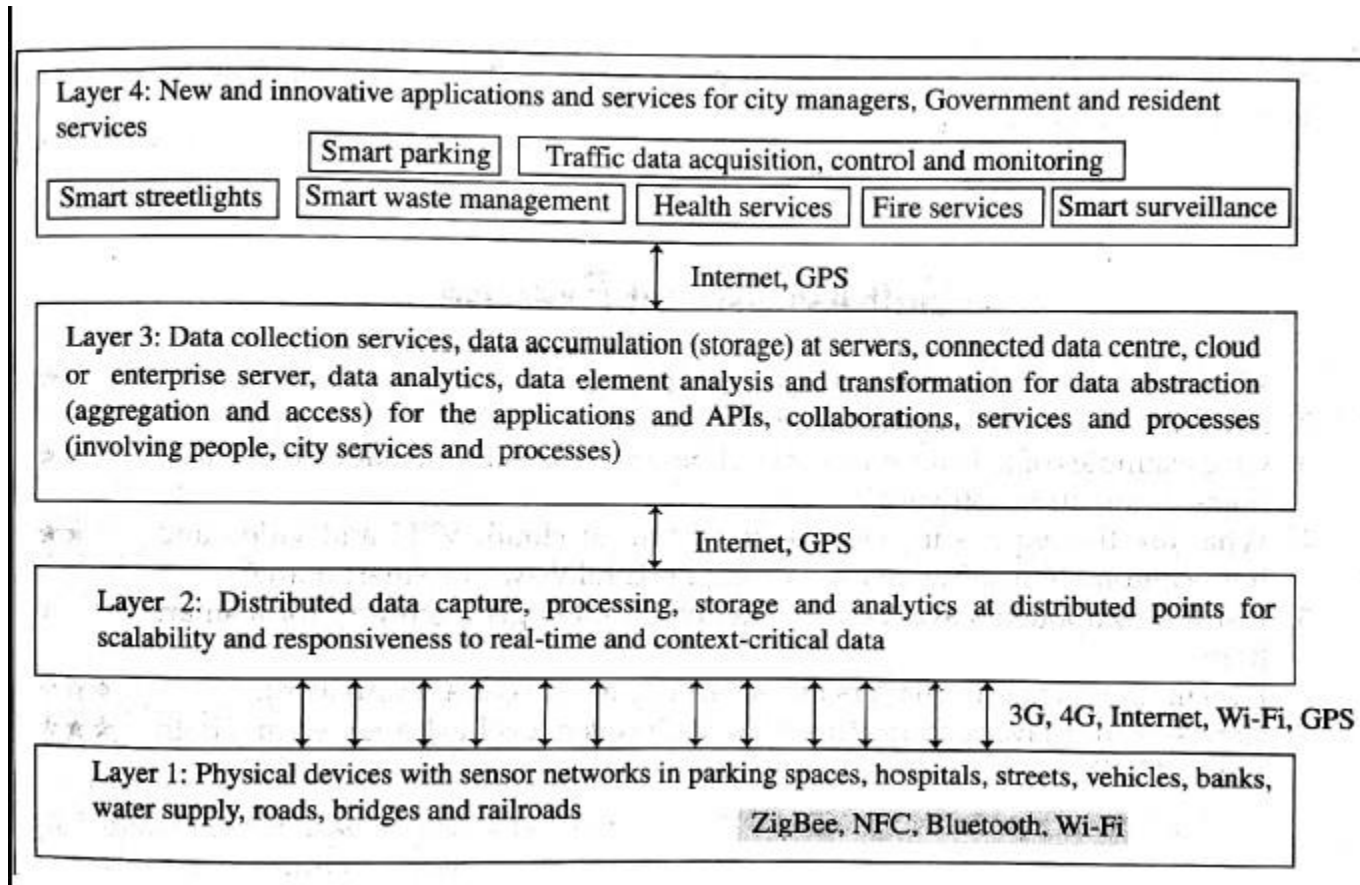 Layer 4: New and innovative applications and services for city managers, Government and resident
services
Smart parking
Traffic data acquisition, control and monitoring
Smart streetlights
Smart waste management
Health services
Fire services
Smart surveillance
Internet, GPS
Layer 3: Data collection services, data accumulation (storage) at servers, connected data centre, cloud
or enterprise server, data analytics, data element analysis and transformation for data abstraction
(aggregation and access) for the applications and APIs, collaborations, services and processes
(involving people, city services and processes)
Internet, GPS
Layer 2: Distributed data capture, processing, storage and analytics at distributed points for
scalability and responsiveness to real-time and context-critical data
3G, 4G, Internet, Wi-Fi, GPS
Layer 1: Physical devices with sensor networks in parking spaces, hospitals, streets, vehicles, banks,
water supply, roads, bridges and railroads
ZigBee, NFC, Bluetooth, Wi-Fi